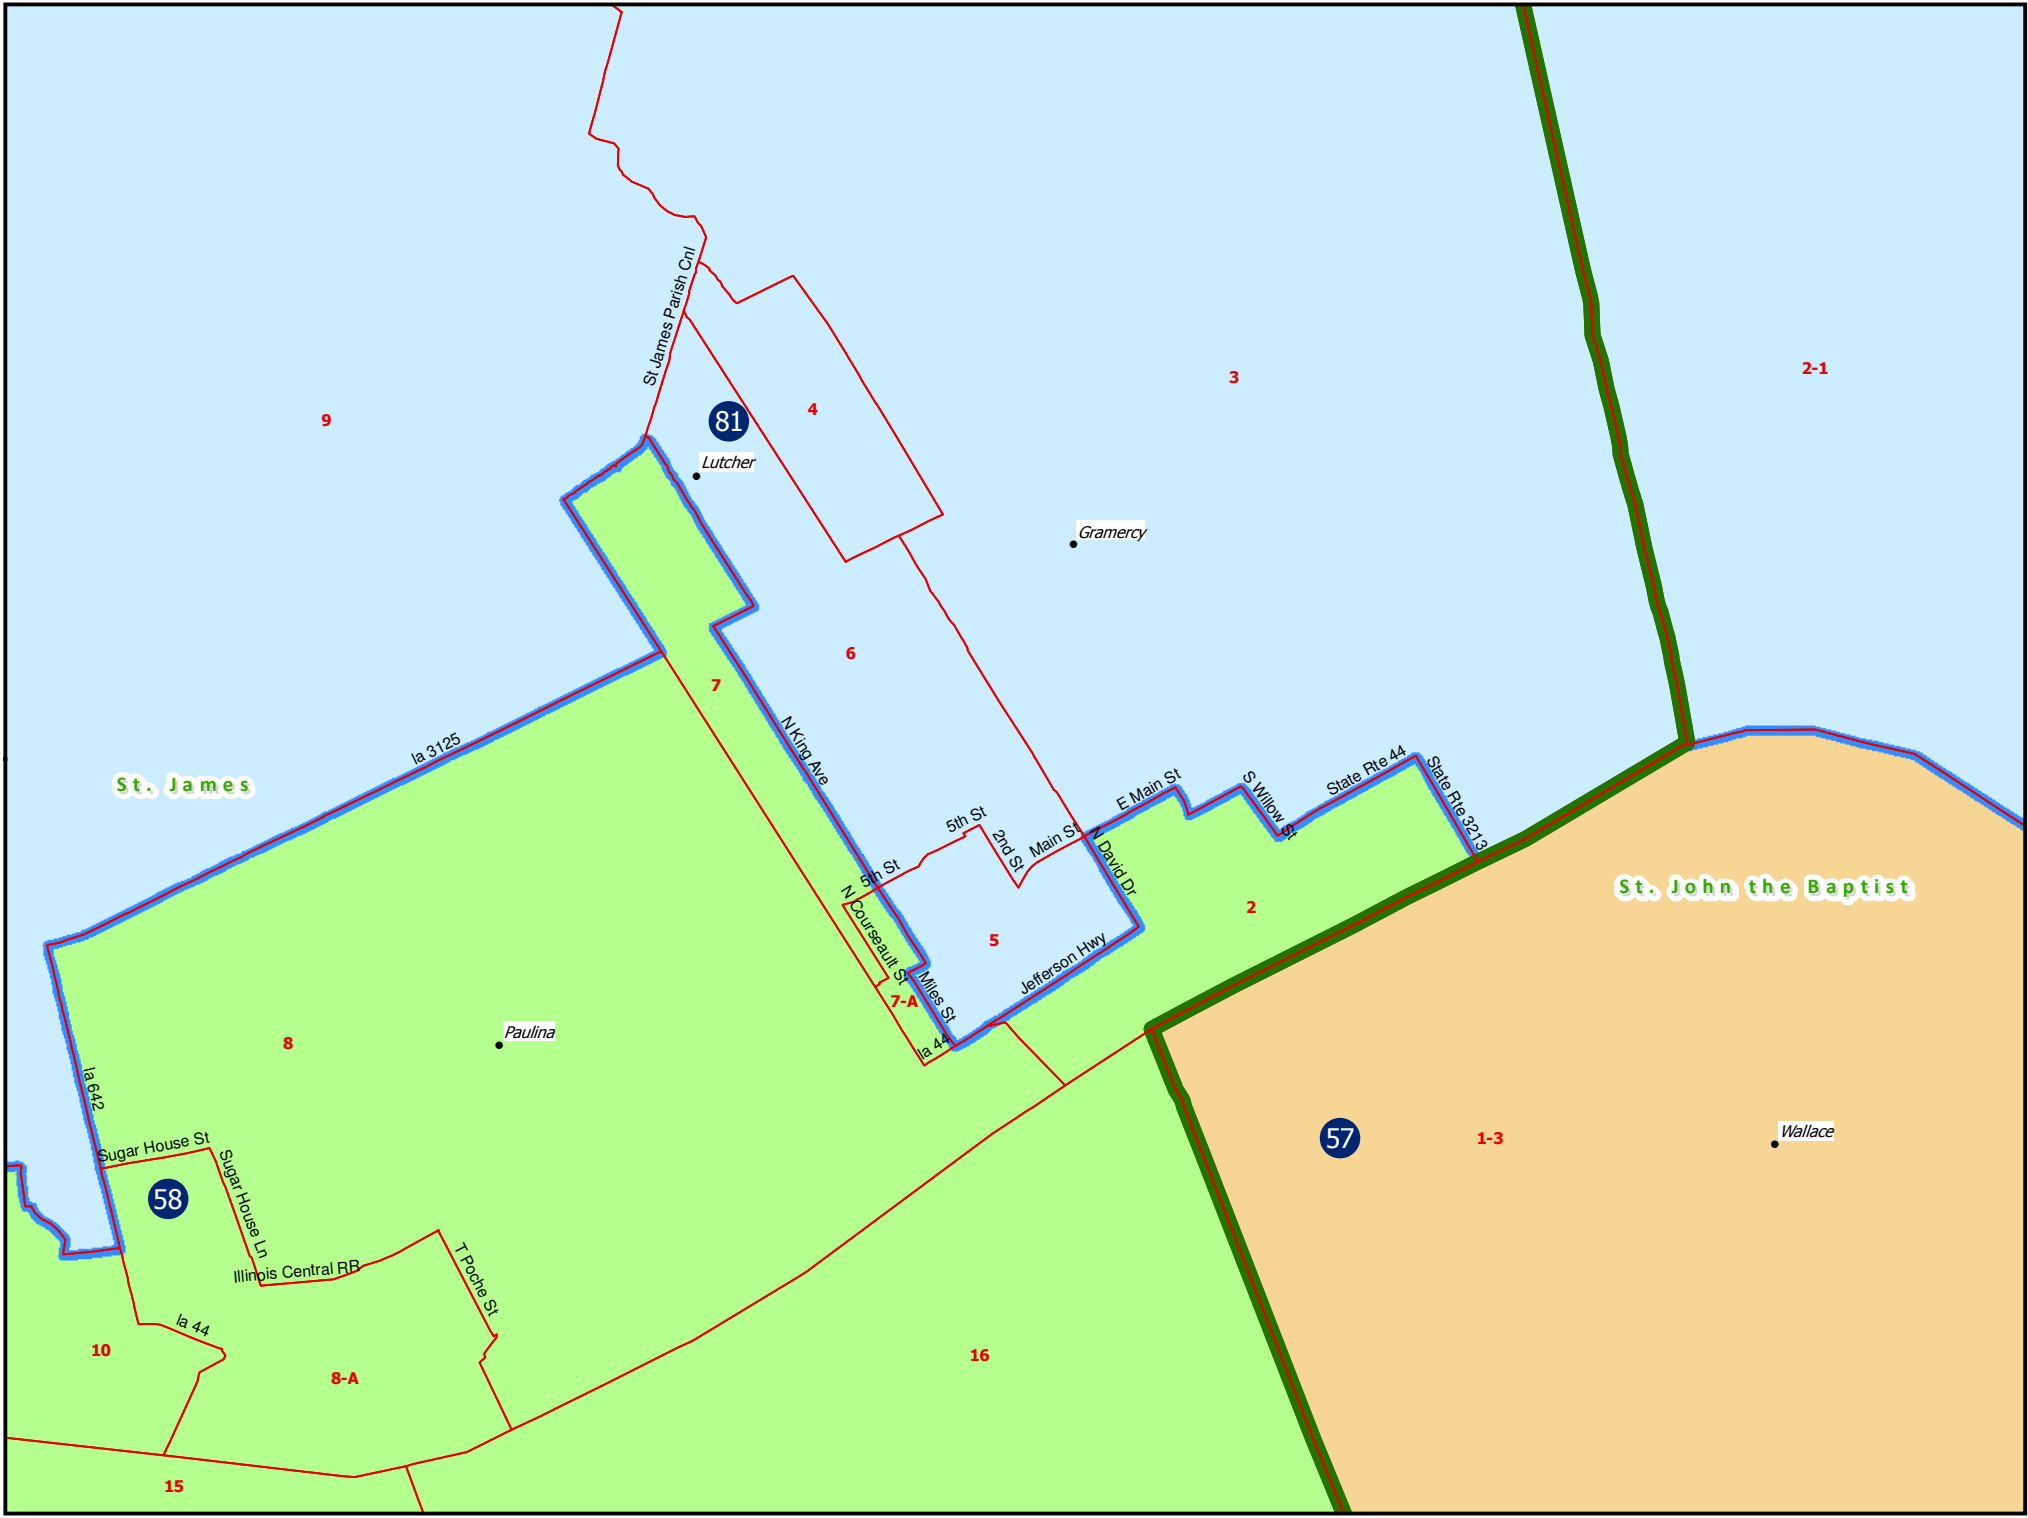 St James Parish Cnl
2-1
3
4
9
81
Lutcher
Gramercy
6
7
N King Ave
la 3125
St. James
E Main St
S Willow St
State Rte 44
State Rte 3213
5th St
2nd St
Main St
N David Dr
5th St
N Courseault St
St. John the Baptist
2
5
Jefferson Hwy
Miles St
7-A
la 44
8
Paulina
la 642
57
1-3
Wallace
Sugar House St
Sugar House Ln
58
Illinois Central RR
T Poche St
la 44
10
8-A
16
15